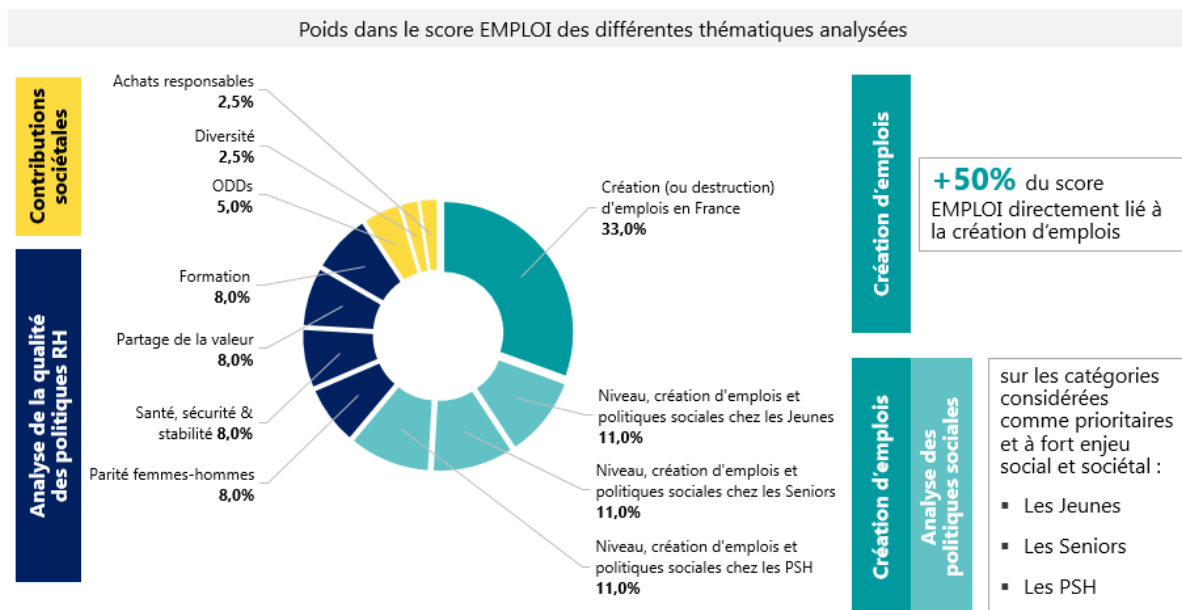 Poids dans le score EMPLOI des différentes thématiques analysées
Contributions
sociétales
Achats responsables
2,5%
Diversité
2,5%
ODDs
5,0%
Analyse de la qualité
des politiques RH
Formation
8,0%
Partage de la valeur
8,0%
Santé, sécurité &
stabilité 8,0%
Parité femmes-hommes
8,0%
Création (ou destruction)
d'emplois en France
33,0%
Niveau, création d'emplois et
politiques sociales chez les Jeunes
11,0%
Niveau, création d'emplois et
politiques sociales chez les Seniors
11,0%
Niveau, création d'emplois et
politiques sociales chez les PSH
11,0%
Création d'emplois
+50% du score
EMPLOI directement lié à
la création d'emplois
Création d'emplois
Analyse des
politiques sociales
sur les catégories
considérées
comme prioritaires
et à fort enjeu
social et sociétal :
▪ Les Jeunes
▪ Les Seniors
▪ Les PSH